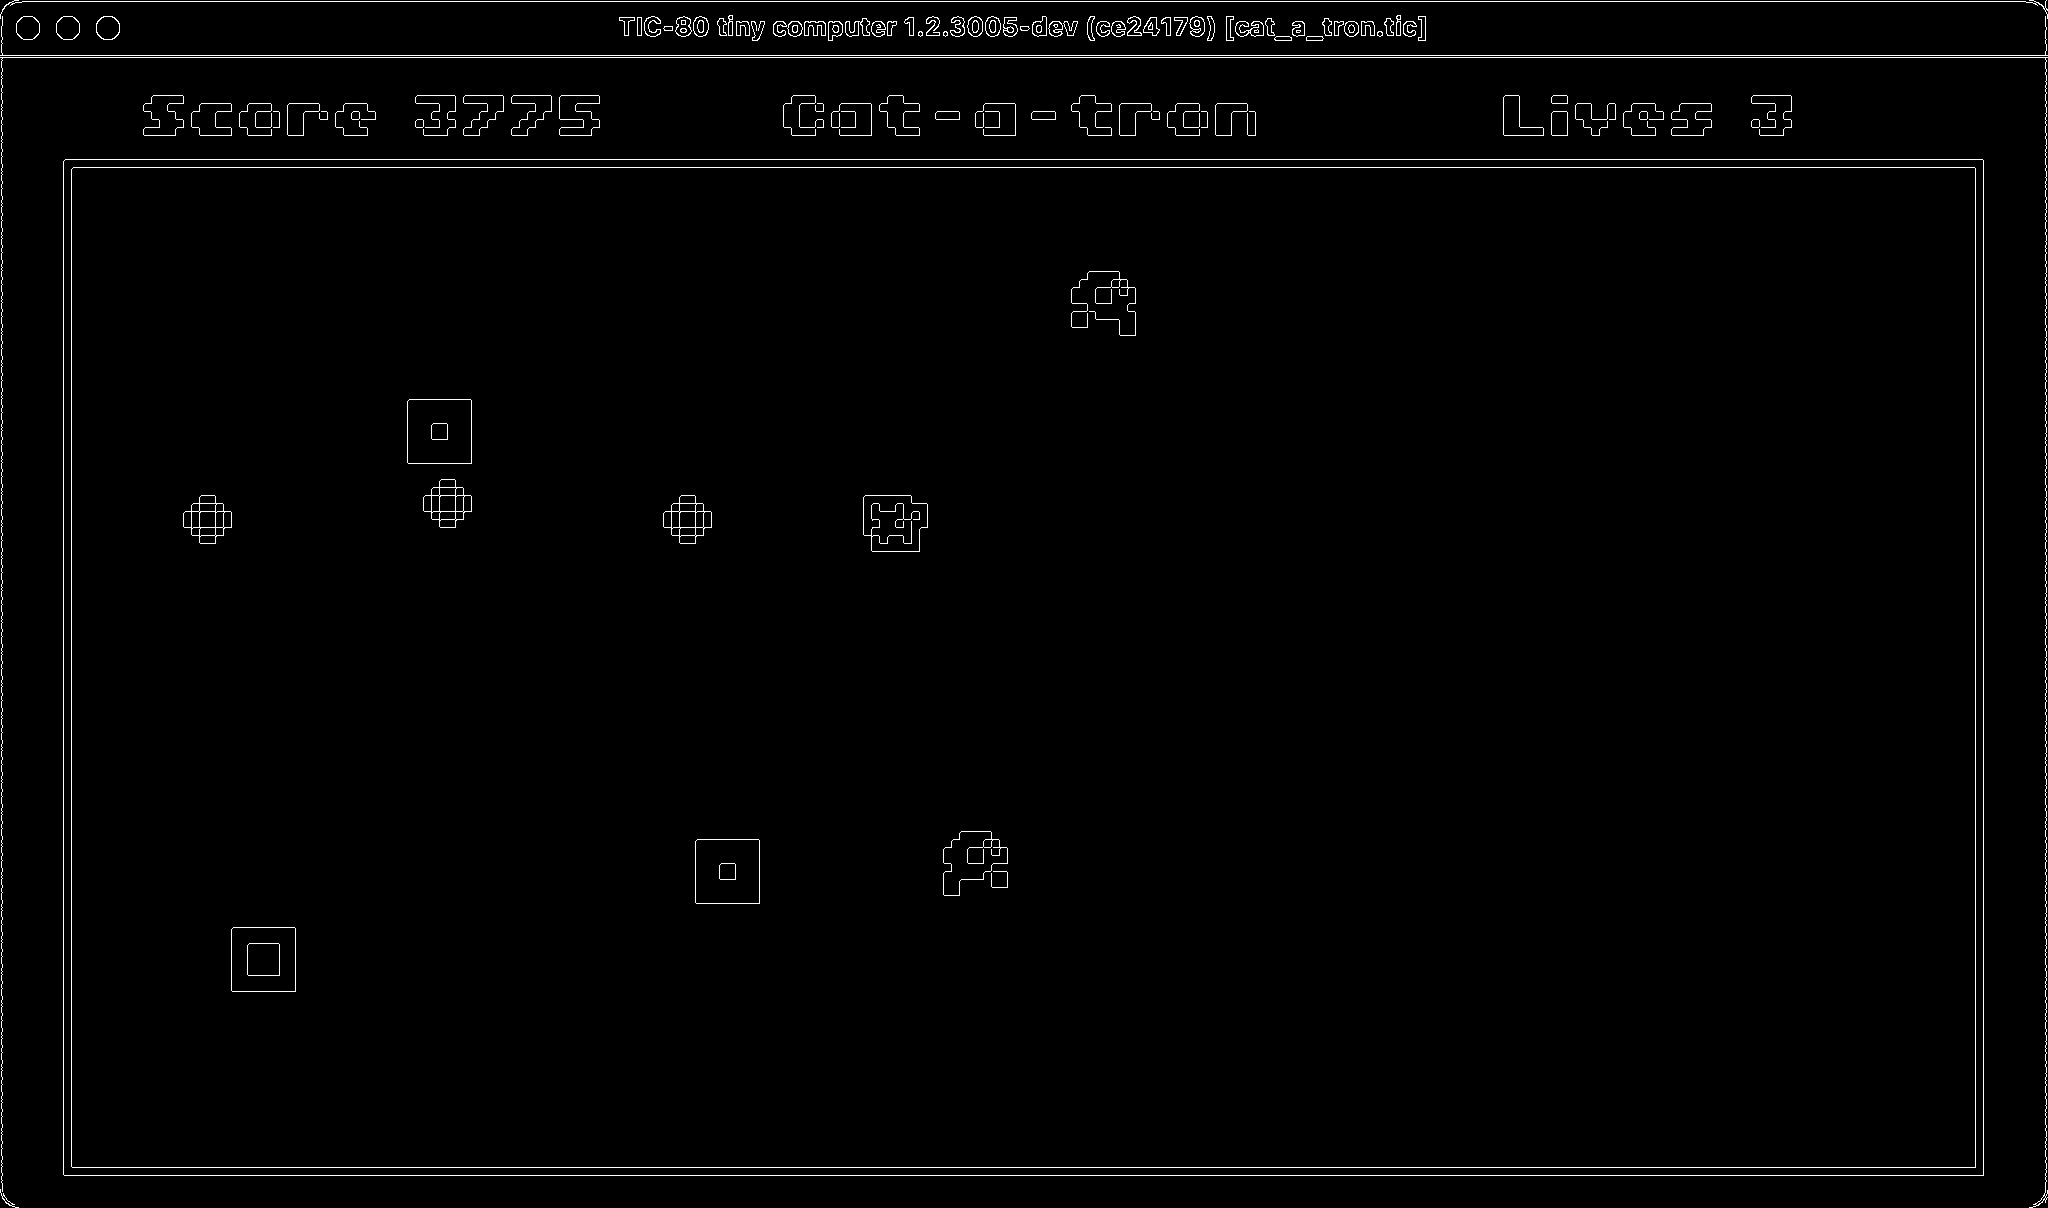 TIC-80 tiny computer 1.2.3005-dev (ce24179) [cat_a_tron.tic]
Score 3775 Cat-a-tron Lives 3